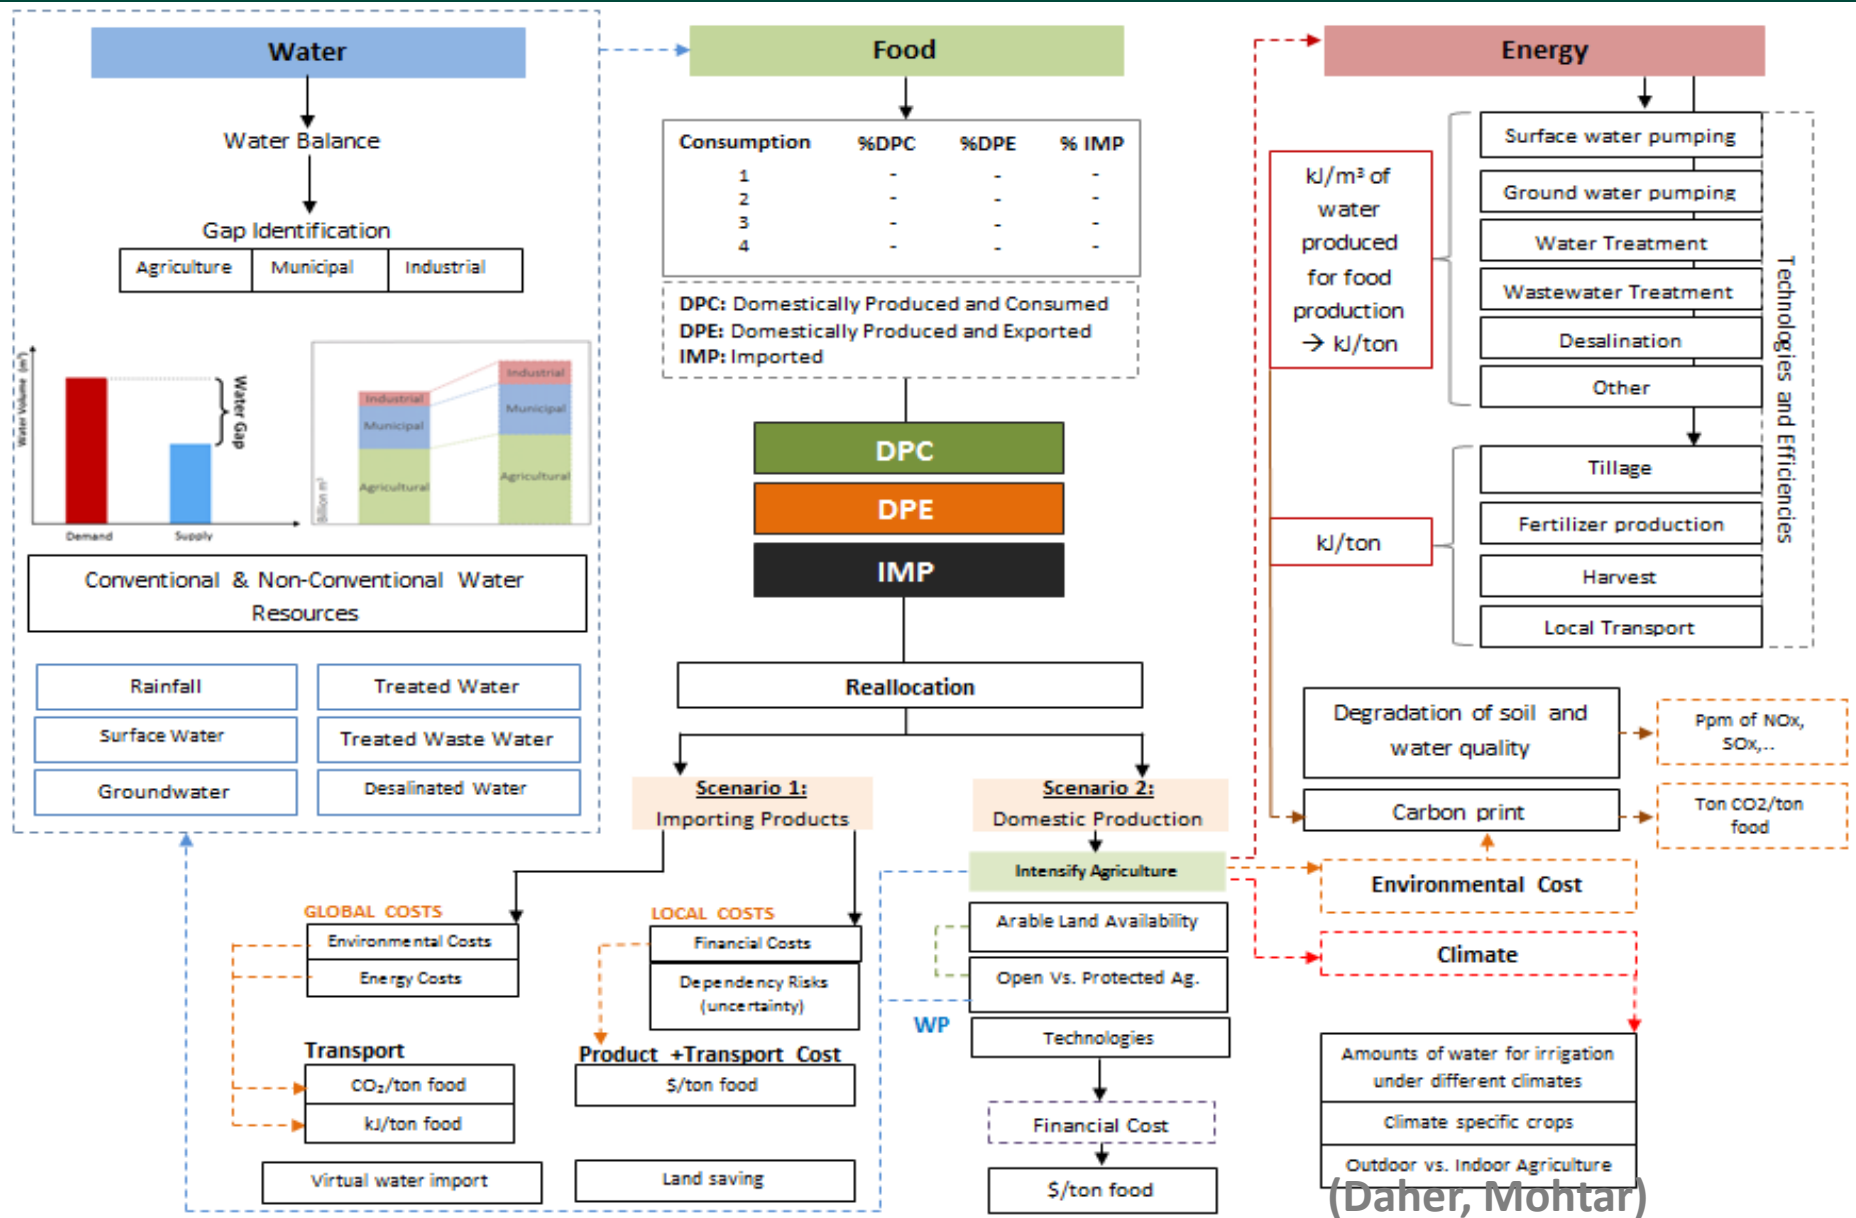 Water
Water Balance
Gap Identification
Agriculture Municipal Industrial
Water Volume (m³)
Water Gap
Demand Supply
Billion m³
Industrial
Municipal
Agricultural
Industrial
Municipal
Agricultural
Conventional & Non-Conventional Water
Resources
Rainfall
Treated Water
Surface Water
Treated Waste Water
Groundwater
Desalinated Water
Food
Consumption %DPC %DPE % IMP
1 - - -
2 - - -
3 - - -
4 - - -
DPC: Domestically Produced and Consumed
DPE: Domestically Produced and Exported
IMP: Imported
DPC
DPE
IMP
Reallocation
Scenario 1:
Importing Products
Scenario 2:
Domestic Production
GLOBAL COSTS
Environmental Costs
Energy Costs
Transport
CO₂/ton food
kJ/ton food
Virtual water import
LOCAL COSTS
Financial Costs
Dependency Risks
(uncertainty)
Product +Transport Cost
$/ton food
Land saving
Intensify Agriculture
Arable Land Availability
Open Vs. Protected Ag.
WP
Technologies
Financial Cost
$/ton food
Energy
kJ/m³ of
water
produced
for food
production
→ kJ/ton
Surface water pumping
Ground water pumping
Water Treatment
Wastewater Treatment
Desalination
Other
kJ/ton
Tillage
Fertilizer production
Harvest
Local Transport
Technologies and Efficiencies
Degradation of soil and
water quality
Ppm of NOx,
SOx,..
Carbon print
Ton CO2/ton
food
Environmental Cost
Climate
Amounts of water for irrigation
under different climates
Climate specific crops
Outdoor vs. Indoor Agriculture
(Daher, Mohtar)